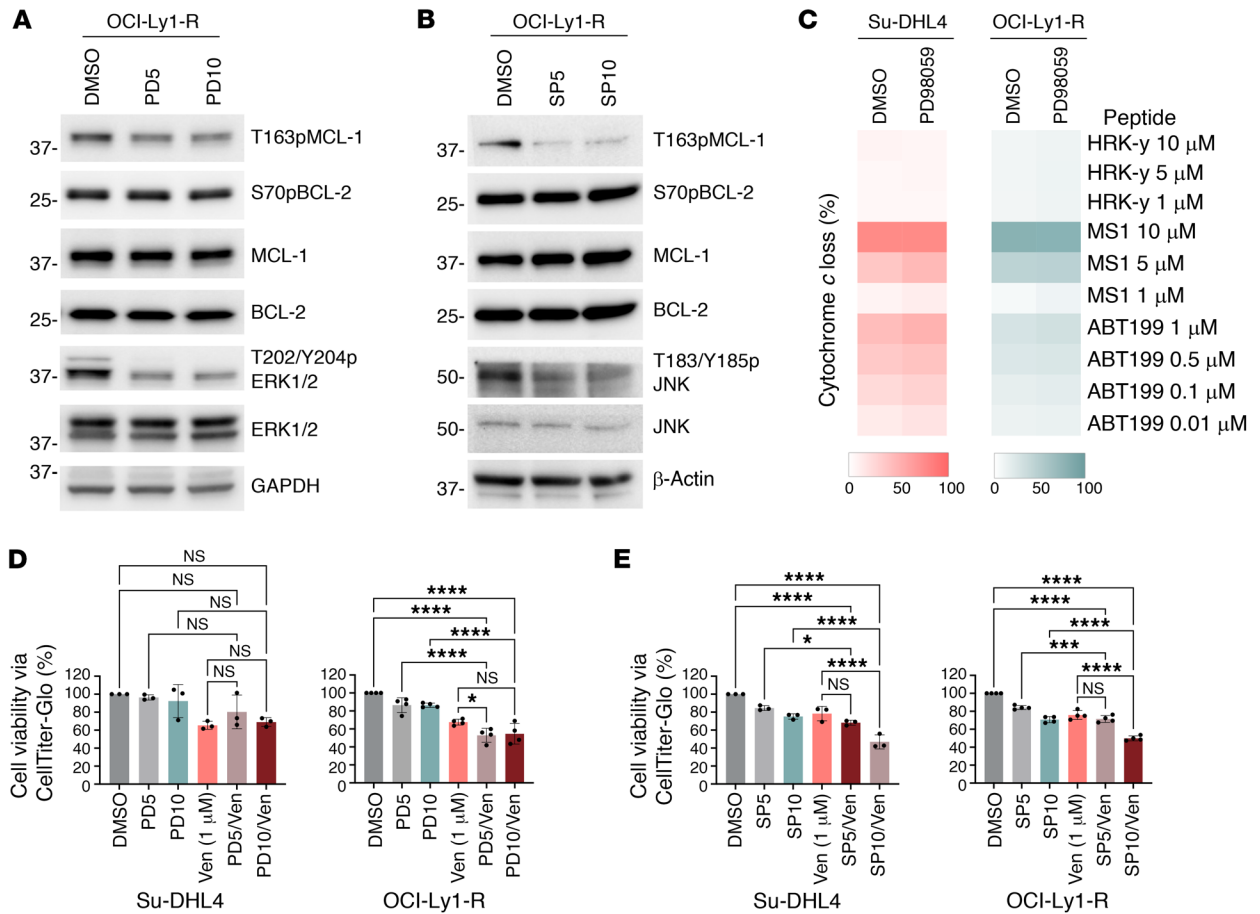 A
OCI-Ly1-R
DMSO
PD5
PD10
37-
T163pMCL-1
25-
S70pBCL-2
37-
MCL-1
25-
BCL-2
37-
T202/Y204p
ERK1/2
37-
ERK1/2
37-
GAPDH
B
OCI-Ly1-R
DMSO
SP5
SP10
37-
T163pMCL-1
25-
S70pBCL-2
37-
MCL-1
25-
BCL-2
50-
T183/Y185p
JNK
50-
JNK
37-
β-Actin
C
Su-DHL4
OCI-Ly1-R
DMSO
PD98059
DMSO
PD98059
Peptide
Cytochrome c loss (%)
HRK-y 10 µM
HRK-y 5 µM
HRK-y 1 µM
MS1 10 µM
MS1 5 µM
MS1 1 µM
ABT199 1 µM
ABT199 0.5 µM
ABT199 0.1 µM
ABT199 0.01 µM
0 50 100
0 50 100
D
NS
NS
NS
NS
NS
NS
Cell viability via
CellTiter-Glo (%)
120
100
80
60
40
20
0
DMSO
PD5
PD10
Ven (1 µM)
PD5/Ven
PD10/Ven
Su-DHL4
****
****
****
****
NS
*
120
100
80
60
40
20
0
DMSO
PD5
PD10
Ven (1 µM)
PD5/Ven
PD10/Ven
OCI-Ly1-R
E
****
****
****
*
****
NS
Cell viability via
CellTiter-Glo (%)
120
100
80
60
40
20
0
DMSO
SP5
SP10
Ven (1 µM)
SP5/Ven
SP10/Ven
Su-DHL4
****
****
****
***
****
NS
120
100
80
60
40
20
0
DMSO
SP5
SP10
Ven (1 µM)
SP5/Ven
SP10/Ven
OCI-Ly1-R